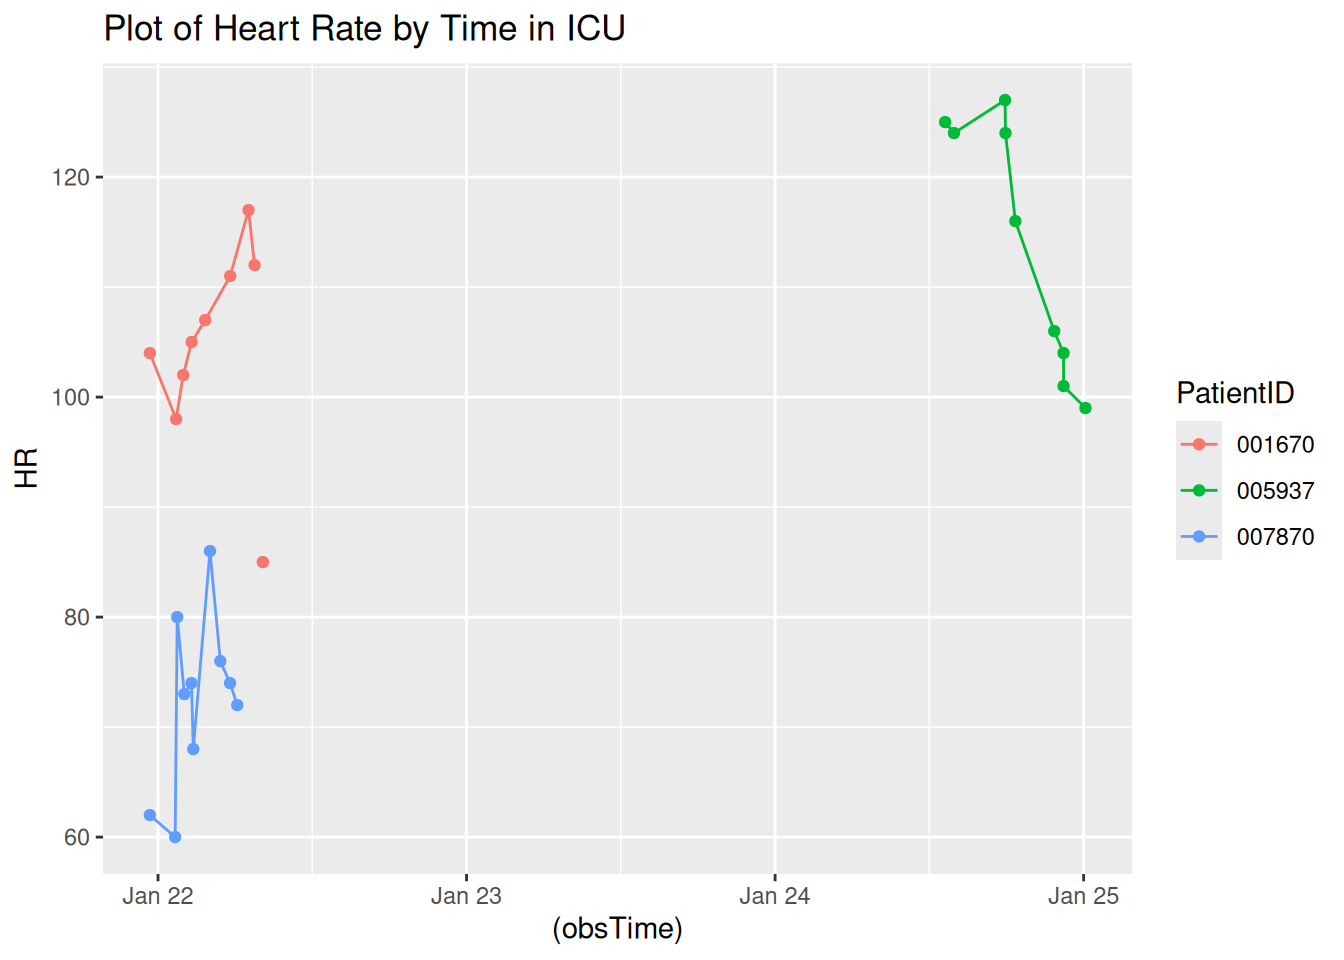 Plot of Heart Rate by Time in ICU
HR
120
100
80
60
Jan 22
Jan 23
Jan 24
Jan 25
(obsTime)
PatientID
001670
005937
007870